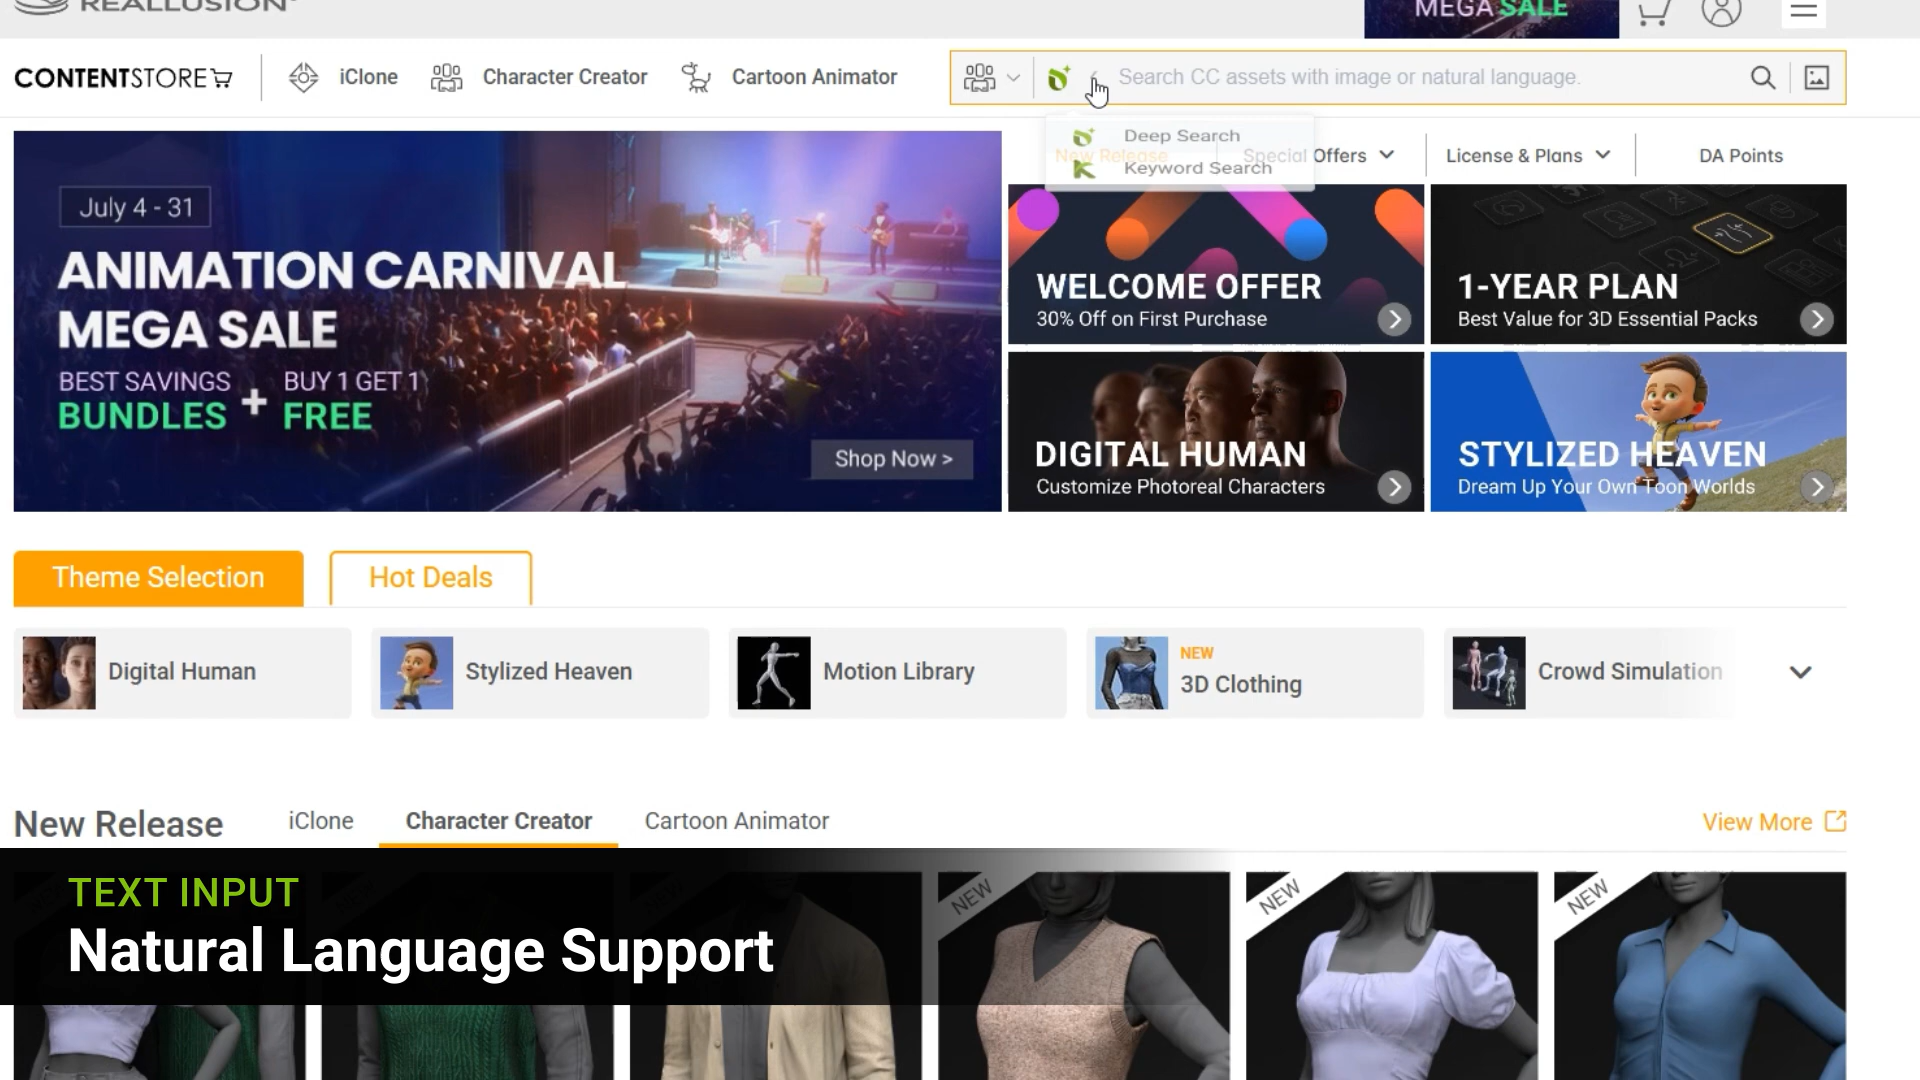 REALLUSION
MEGA SALE
CONTENTSTORE
iClone
Character Creator
Cartoon Animator
Search CC assets with image or natural language.
Deep Search
Keyword Search
New Release
Special Offers
License & Plans
DA Points
July 4 - 31
ANIMATION CARNIVAL
MEGA SALE
BEST SAVINGS
BUNDLES
+
BUY 1 GET 1
FREE
Shop Now >
WELCOME OFFER
30% Off on First Purchase
1-YEAR PLAN
Best Value for 3D Essential Packs
DIGITAL HUMAN
Customize Photoreal Characters
STYLIZED HEAVEN
Dream Up Your Own Toon Worlds
Theme Selection
Hot Deals
Digital Human
Stylized Heaven
Motion Library
NEW
3D Clothing
Crowd Simulation
New Release
iClone
Character Creator
Cartoon Animator
View More
NEW
NEW
NEW
NEW
NEW
TEXT INPUT
Natural Language Support